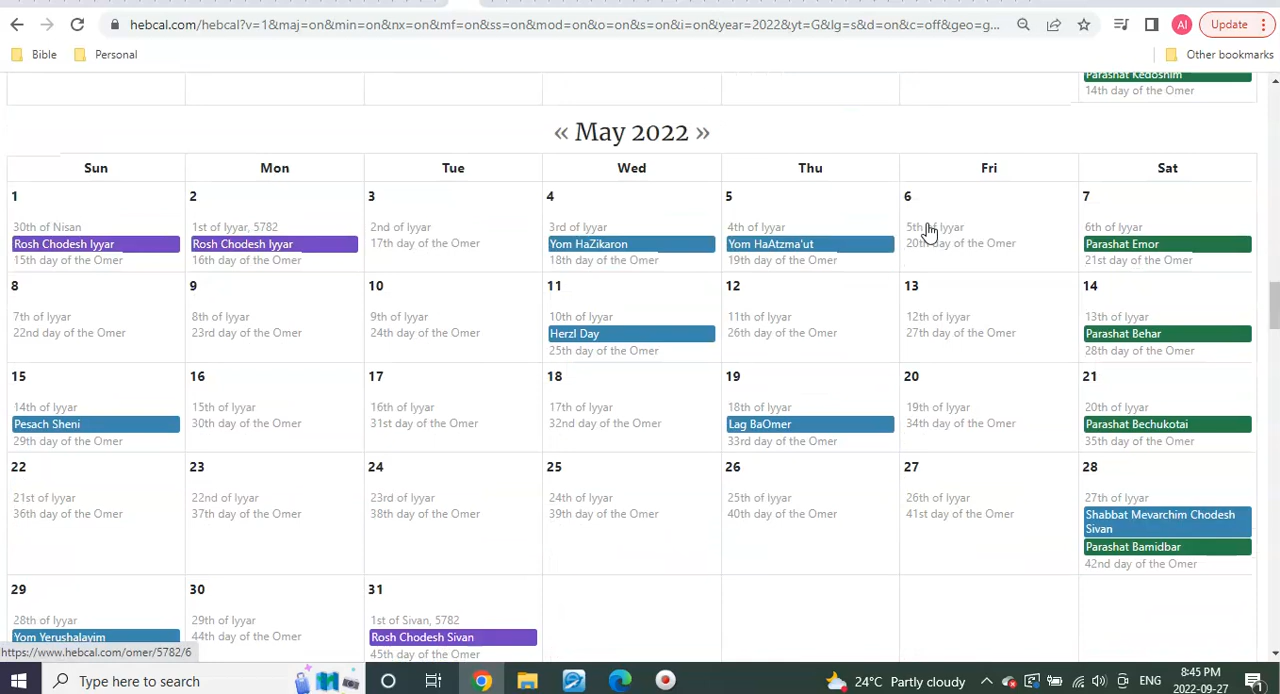 hebcal.com/?v=1&maj=on&min=on&nx=on&mf=on&ss=on&mod=on&o=on&s=on&i=on&year=2022&yt=G&lg=s&d=on&c=off&geo=g...
AI
Update
Bible
Personal
Other bookmarks
Parashat Kedoshim
14th day of the Omer
« May 2022 »
Sun Mon Tue Wed Thu Fri Sat
1
30th of Nisan
Rosh Chodesh Iyyar
15th day of the Omer
2
1st of Iyyar, 5782
Rosh Chodesh Iyyar
16th day of the Omer
3
2nd of Iyyar
17th day of the Omer
4
3rd of Iyyar
Yom HaZikaron
18th day of the Omer
5
4th of Iyyar
Yom HaAtzma'ut
19th day of the Omer
6
5th of Iyyar
20th day of the Omer
7
6th of Iyyar
Parashat Emor
21st day of the Omer
8
7th of Iyyar
22nd day of the Omer
9
8th of Iyyar
23rd day of the Omer
10
9th of Iyyar
24th day of the Omer
11
10th of Iyyar
Herzl Day
25th day of the Omer
12
11th of Iyyar
26th day of the Omer
13
12th of Iyyar
27th day of the Omer
14
13th of Iyyar
Parashat Behar
28th day of the Omer
15
14th of Iyyar
Pesach Sheni
29th day of the Omer
16
15th of Iyyar
30th day of the Omer
17
16th of Iyyar
31st day of the Omer
18
17th of Iyyar
32nd day of the Omer
19
18th of Iyyar
Lag BaOmer
33rd day of the Omer
20
19th of Iyyar
34th day of the Omer
21
20th of Iyyar
Parashat Bechukotai
35th day of the Omer
22
21st of Iyyar
36th day of the Omer
23
22nd of Iyyar
37th day of the Omer
24
23rd of Iyyar
38th day of the Omer
25
24th of Iyyar
39th day of the Omer
26
25th of Iyyar
40th day of the Omer
27
26th of Iyyar
41st day of the Omer
28
27th of Iyyar
Shabbat Mevarchim Chodesh
Sivan
Parashat Bamidbar
42nd day of the Omer
29
28th of Iyyar
Yom Yerushalayim
30
29th of Iyyar
44th day of the Omer
31
1st of Sivan, 5782
Rosh Chodesh Sivan
45th day of the Omer
https://www.hebcal.com/omer/5782/6
Type here to search
24°C Partly cloudy
ENG
8:45 PM
2022-09-27
1